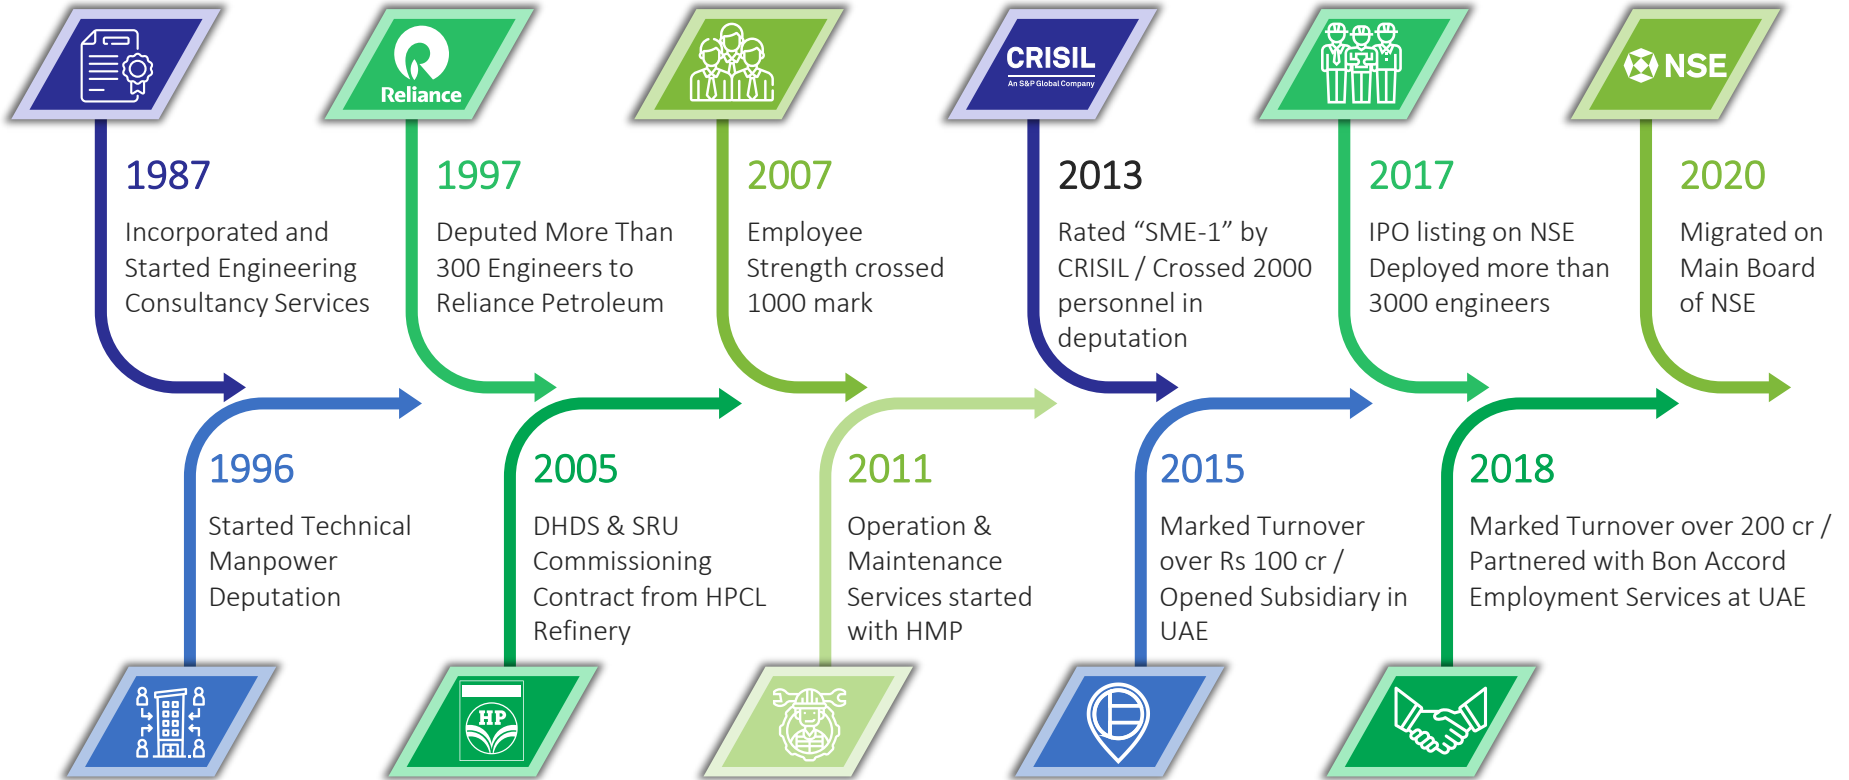 Reliance
CRISIL
An S&P Global Company
NSE
1987
Incorporated and
Started Engineering
Consultancy Services
1997
Deputed More Than
300 Engineers to
Reliance Petroleum
2007
Employee
Strength crossed
1000 mark
2013
Rated “SME-1” by
CRISIL / Crossed 2000
personnel in
deputation
2017
IPO listing on NSE
Deployed more than
3000 engineers
2020
Migrated on
Main Board
of NSE
1996
Started Technical
Manpower
Deputation
2005
DHDS & SRU
Commissioning
Contract from HPCL
Refinery
2011
Operation &
Maintenance
Services started
with HMP
2015
Marked Turnover
over Rs 100 cr /
Opened Subsidiary in
UAE
2018
Marked Turnover over 200 cr /
Partnered with Bon Accord
Employment Services at UAE
HP